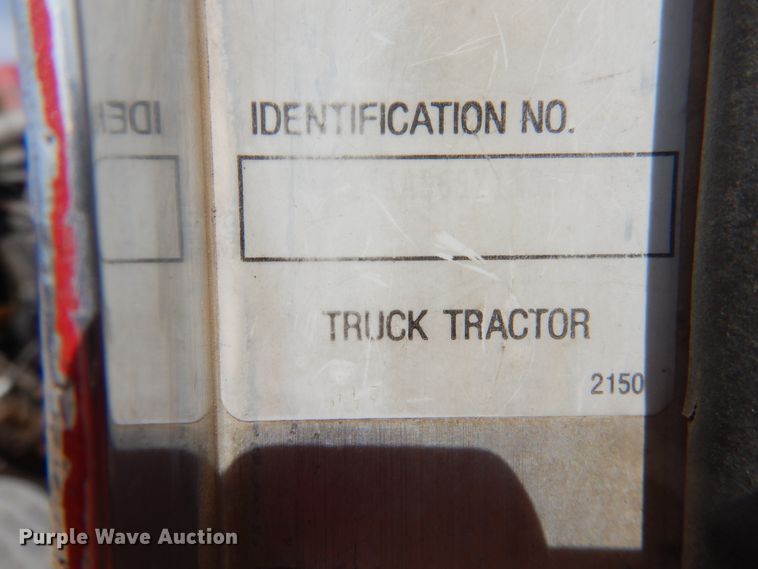 IDENTIFICATION NO.
TRUCK TRACTOR
2150
Purple Wave Auction